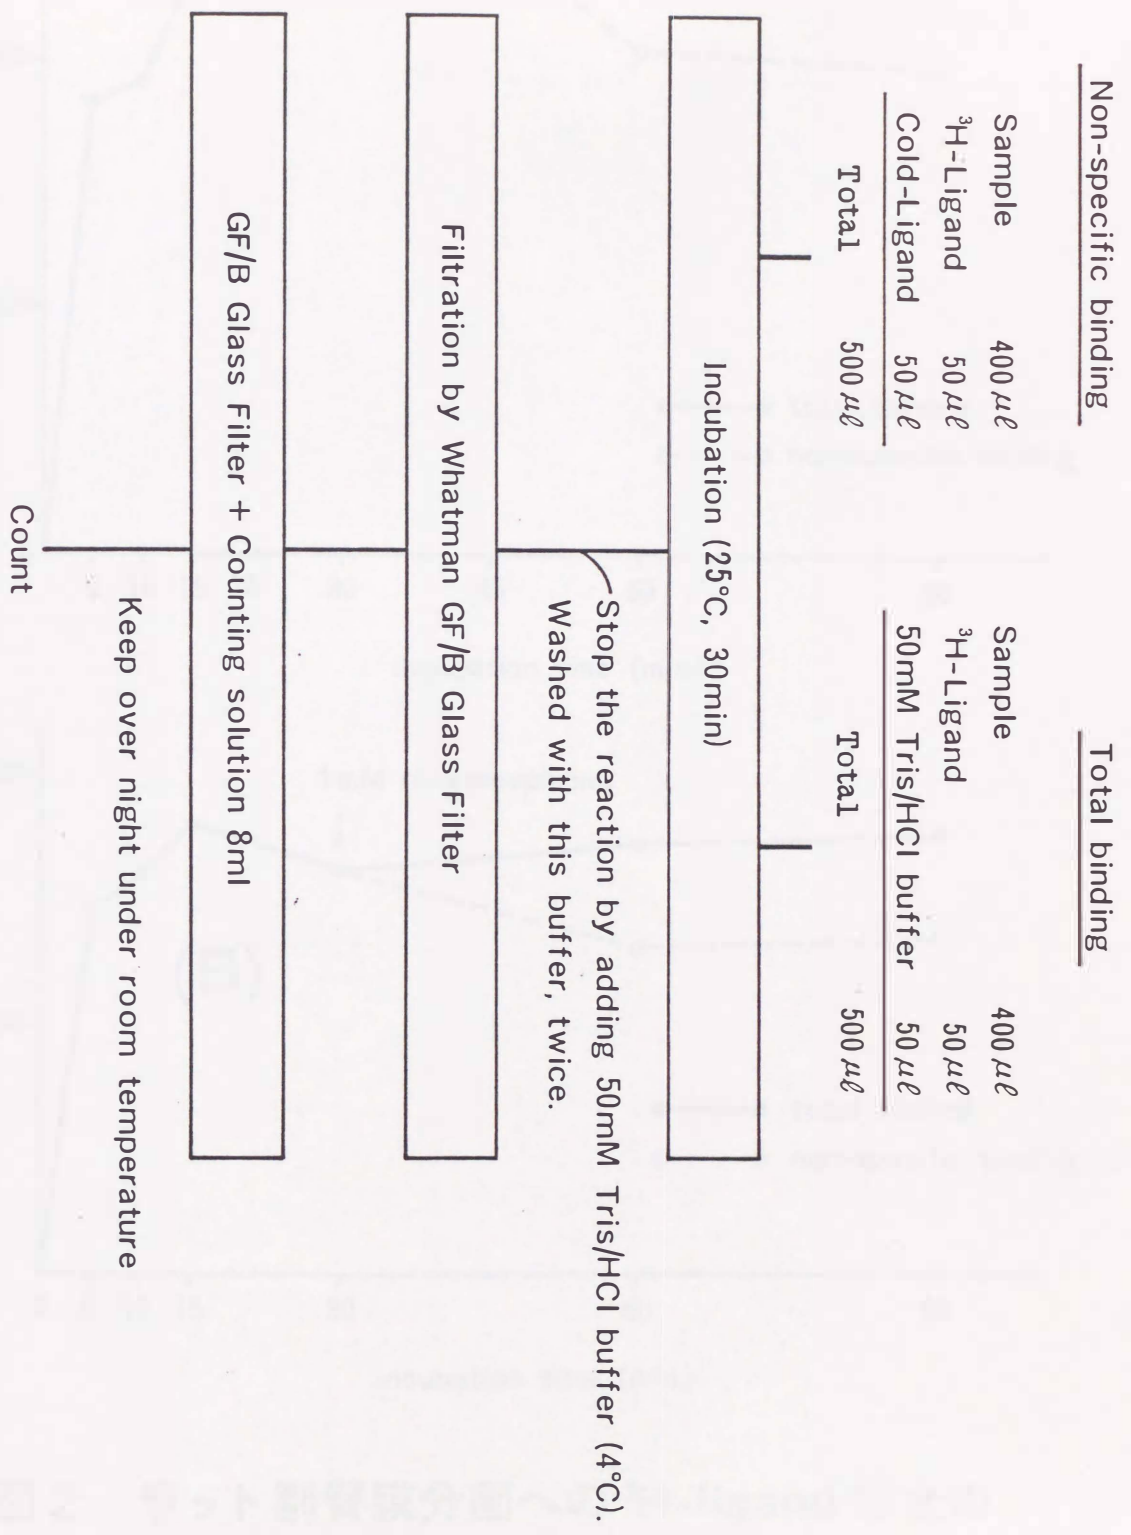 Non-specific binding
Sample 400 µℓ
³H-Ligand 50 µℓ
Cold-Ligand 50 µℓ
Total 500 µℓ
Total binding
Sample 400 µℓ
³H-Ligand 50 µℓ
50mM Tris/HCl buffer 50 µℓ
Total 500 µℓ
Incubation (25°C, 30min)
Stop the reaction by adding 50mM Tris/HCl buffer (4°C).
Washed with this buffer, twice.
Filtration by Whatman GF/B Glass Filter
GF/B Glass Filter + Counting solution 8ml
Keep over night under room temperature
Count